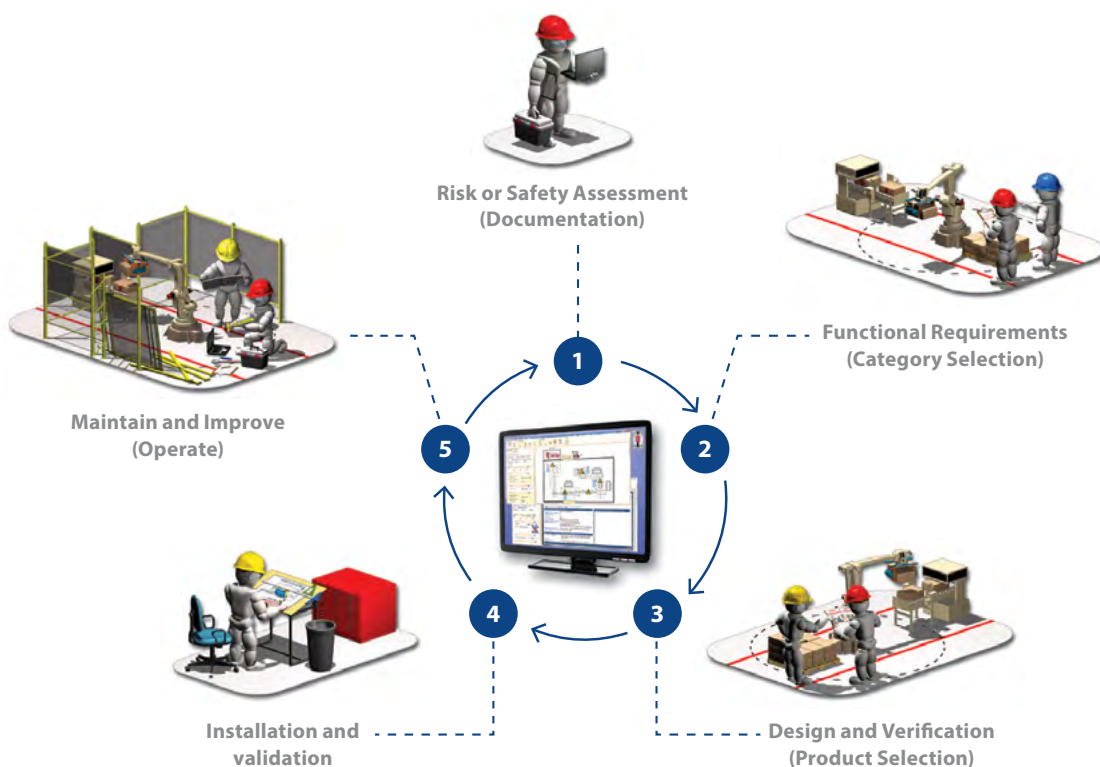 Risk or Safety Assessment
(Documentation)
Functional Requirements
(Category Selection)
Maintain and Improve
(Operate)
1
2
3
4
5
Installation and
validation
Design and Verification
(Product Selection)